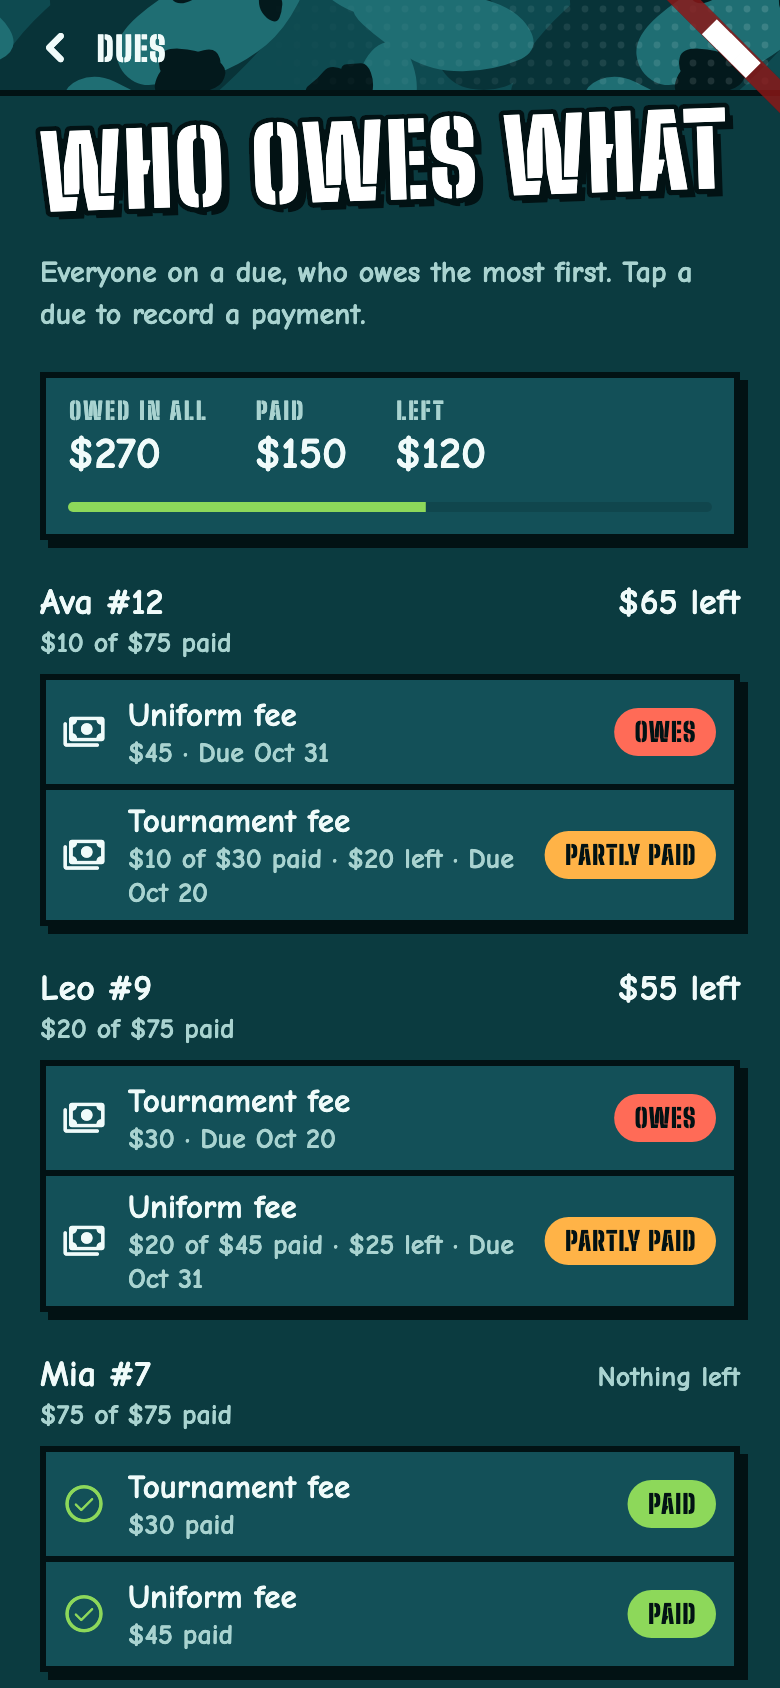 DUES
WHO OWES WHAT
Everyone on a due, who owes the most first. Tap a
due to record a payment.
OWED IN ALL PAID LEFT
$270 $150 $120
Ava #12 $65 left
$10 of $75 paid
Uniform fee
$45 · Due Oct 31
OWES
Tournament fee
$10 of $30 paid · $20 left · Due
Oct 20
PARTLY PAID
Leo #9 $55 left
$20 of $75 paid
Tournament fee
$30 · Due Oct 20
OWES
Uniform fee
$20 of $45 paid · $25 left · Due
Oct 31
PARTLY PAID
Mia #7 Nothing left
$75 of $75 paid
Tournament fee
$30 paid
PAID
Uniform fee
$45 paid
PAID